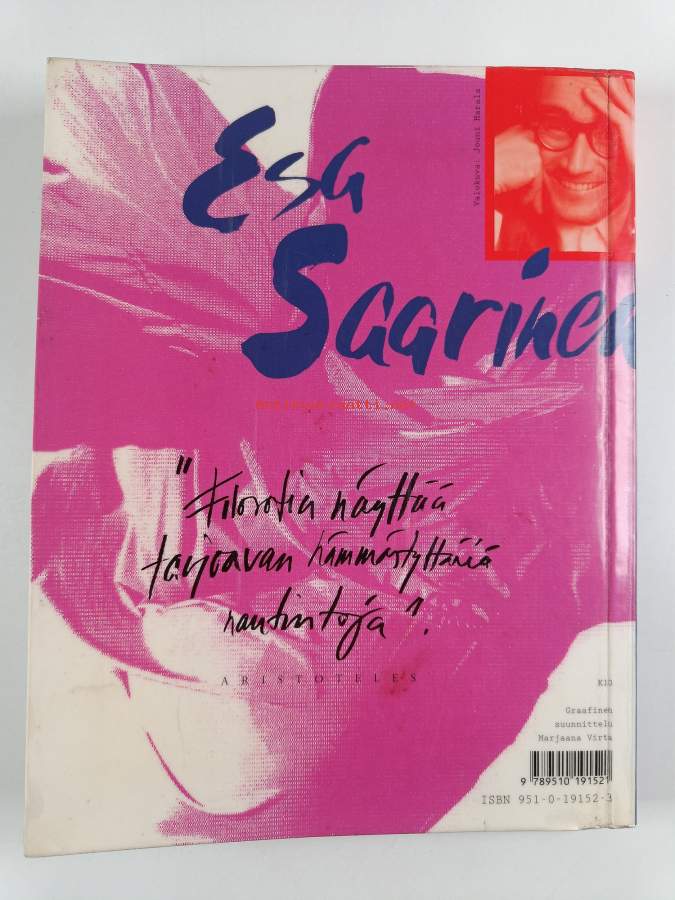 Esa
Saarinen
Valokuva: Jouni Harala
"Filosofia näyttää
tarjoavan hämmästyttäviä
nautintoja".
ARISTOTELES
K10
Graafinen
suunnittelu
Marjaana Virta
9 789510 191521
ISBN 951-0-19152-3